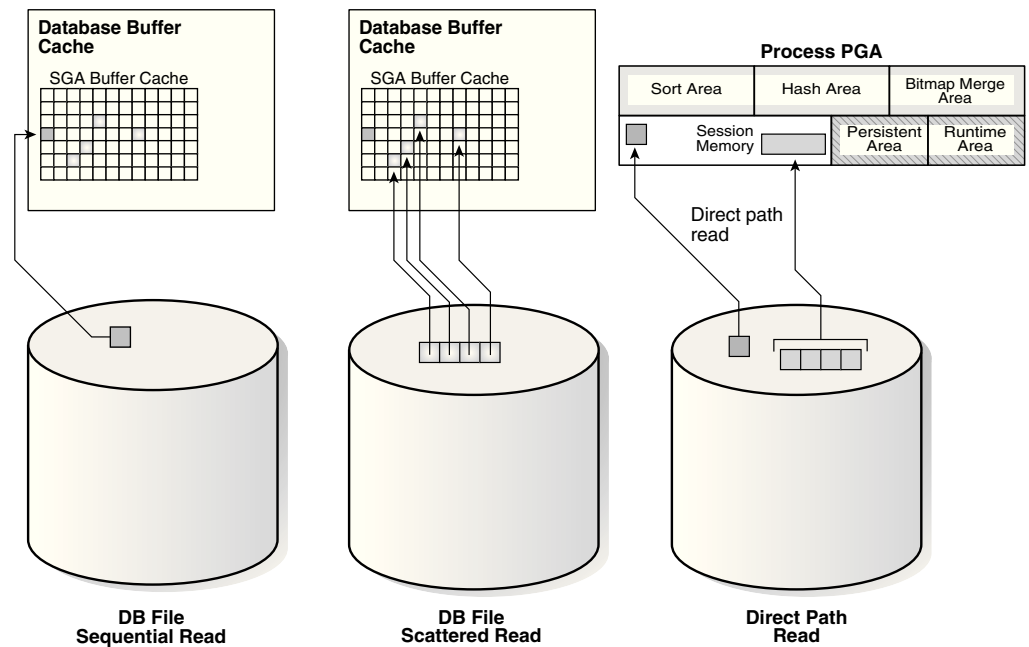 Database Buffer
Cache
SGA Buffer Cache
Database Buffer
Cache
SGA Buffer Cache
Process PGA
Sort Area
Hash Area
Bitmap Merge
Area
Session
Memory
Persistent
Area
Runtime
Area
Direct path
read
DB File
Sequential Read
DB File
Scattered Read
Direct Path
Read